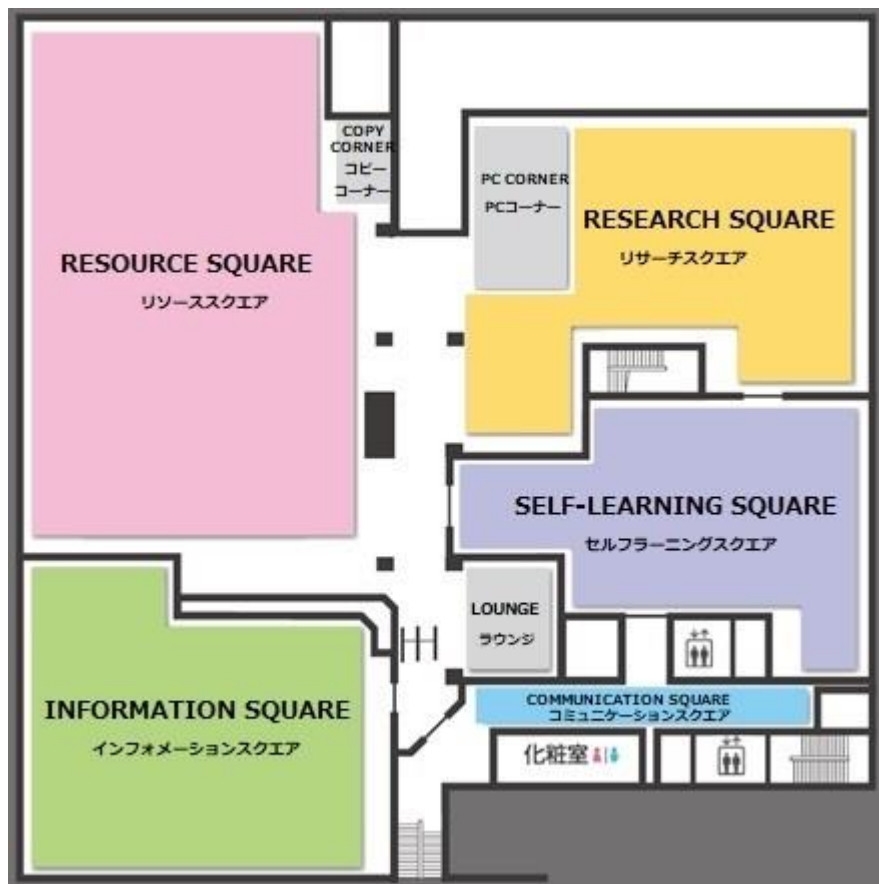 COPY
CORNER
コピー
コーナー
PC CORNER
PCコーナー
RESEARCH SQUARE
リサーチスクエア
RESOURCE SQUARE
リソーススクエア
SELF-LEARNING SQUARE
セルフラーニングスクエア
LOUNGE
ラウンジ
INFORMATION SQUARE
インフォメーションスクエア
COMMUNICATION SQUARE
コミュニケーションスクエア
化粧室